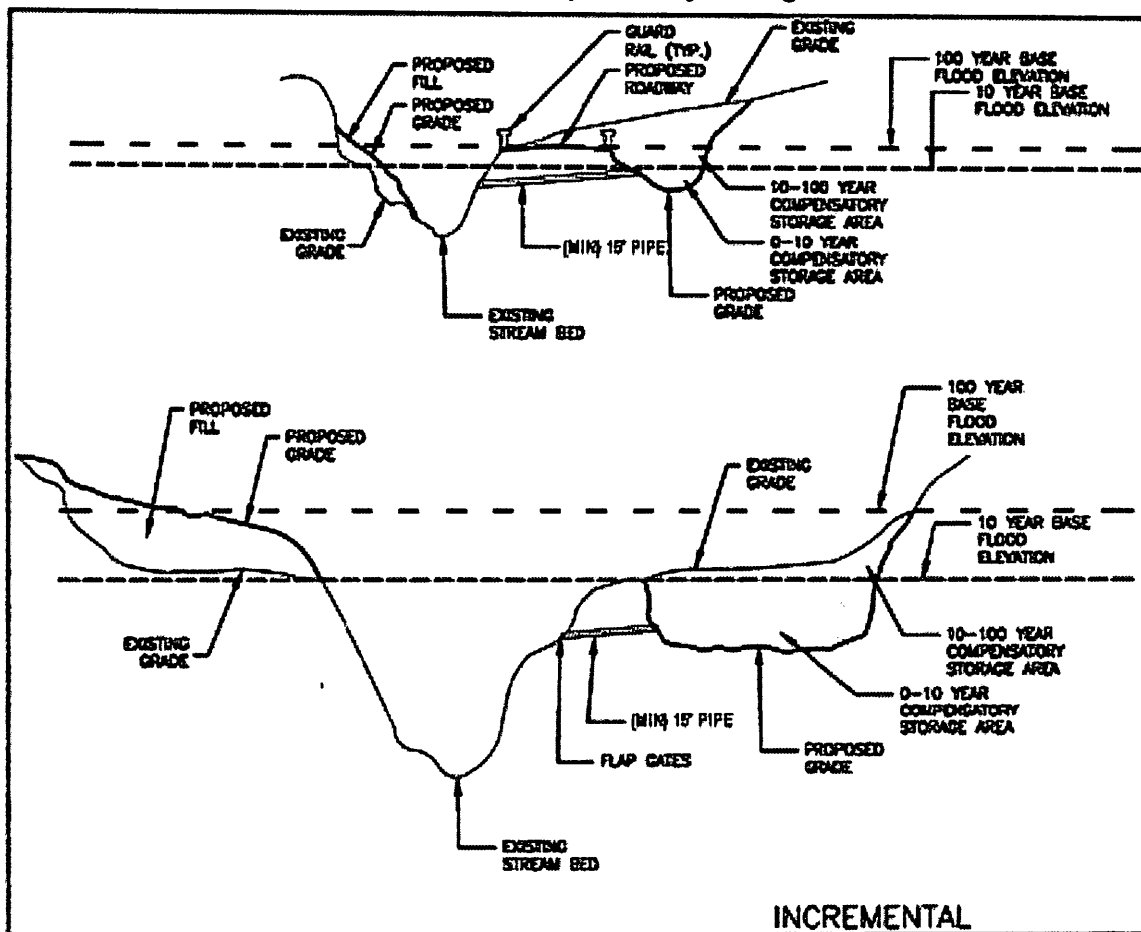 GUARD
RAIL (TYP.)
PROPOSED
ROADWAY
EXISTING
GRADE
100 YEAR BASE
FLOOD ELEVATION
10 YEAR BASE
FLOOD ELEVATION
PROPOSED
FILL
PROPOSED
GRADE
EXISTING
GRADE
(MIN) 15" PIPE
10-100 YEAR
COMPENSATORY
STORAGE AREA
0-10 YEAR
COMPENSATORY
STORAGE AREA
PROPOSED
GRADE
EXISTING
STREAM BED
PROPOSED
FILL
PROPOSED
GRADE
EXISTING
GRADE
100 YEAR
BASE
FLOOD
ELEVATION
10 YEAR BASE
FLOOD
ELEVATION
EXISTING
GRADE
10-100 YEAR
COMPENSATORY
STORAGE AREA
0-10 YEAR
COMPENSATORY
STORAGE AREA
(MIN) 15" PIPE
FLAP GATES
PROPOSED
GRADE
EXISTING
STREAM BED
INCREMENTAL